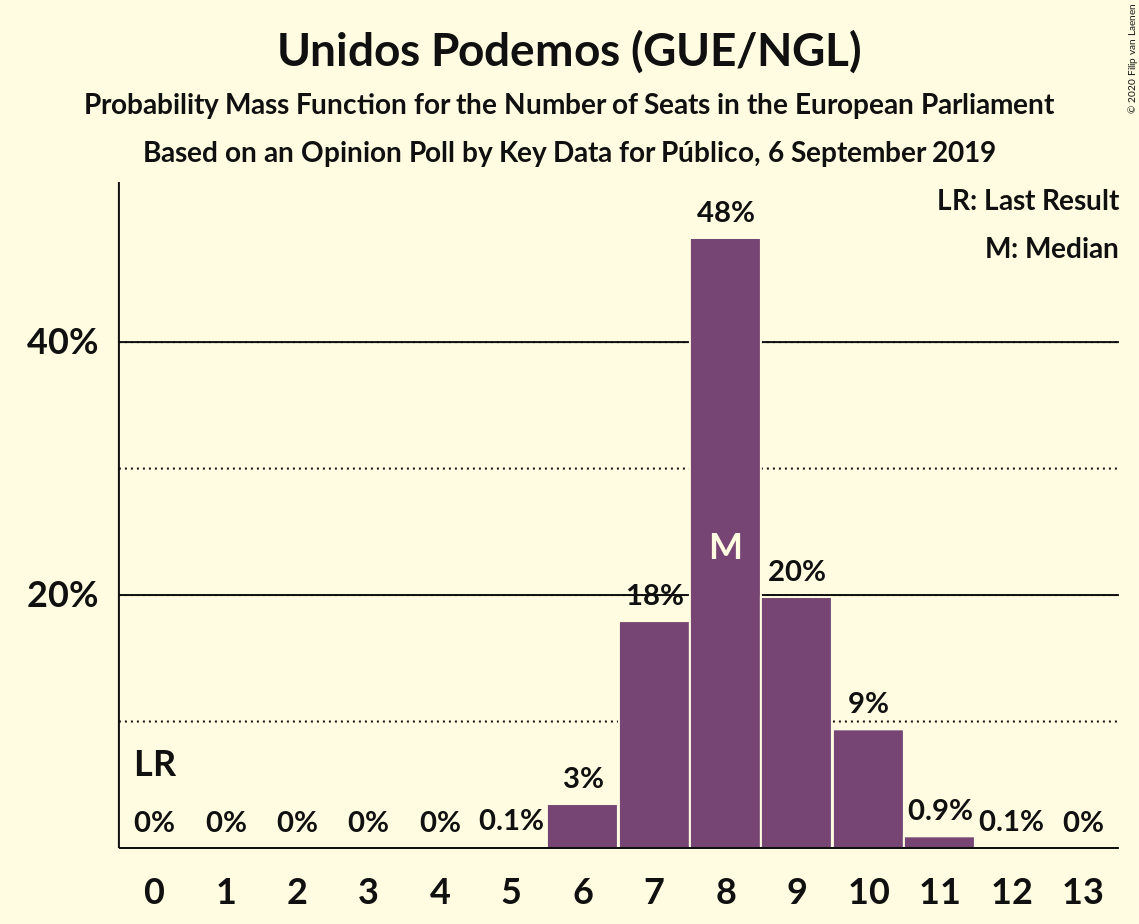 Unidos Podemos (GUE/NGL)
Probability Mass Function for the Number of Seats in the European Parliament
Based on an Opinion Poll by Key Data for Público, 6 September 2019
© 2020 Filip van Laenen
LR: Last Result
M: Median
48%
40%
M
20%
20%
18%
9%
LR
3%
0% 0% 0% 0% 0% 0.1% 0.9% 0.1% 0%
0 1 2 3 4 5 6 7 8 9 10 11 12 13